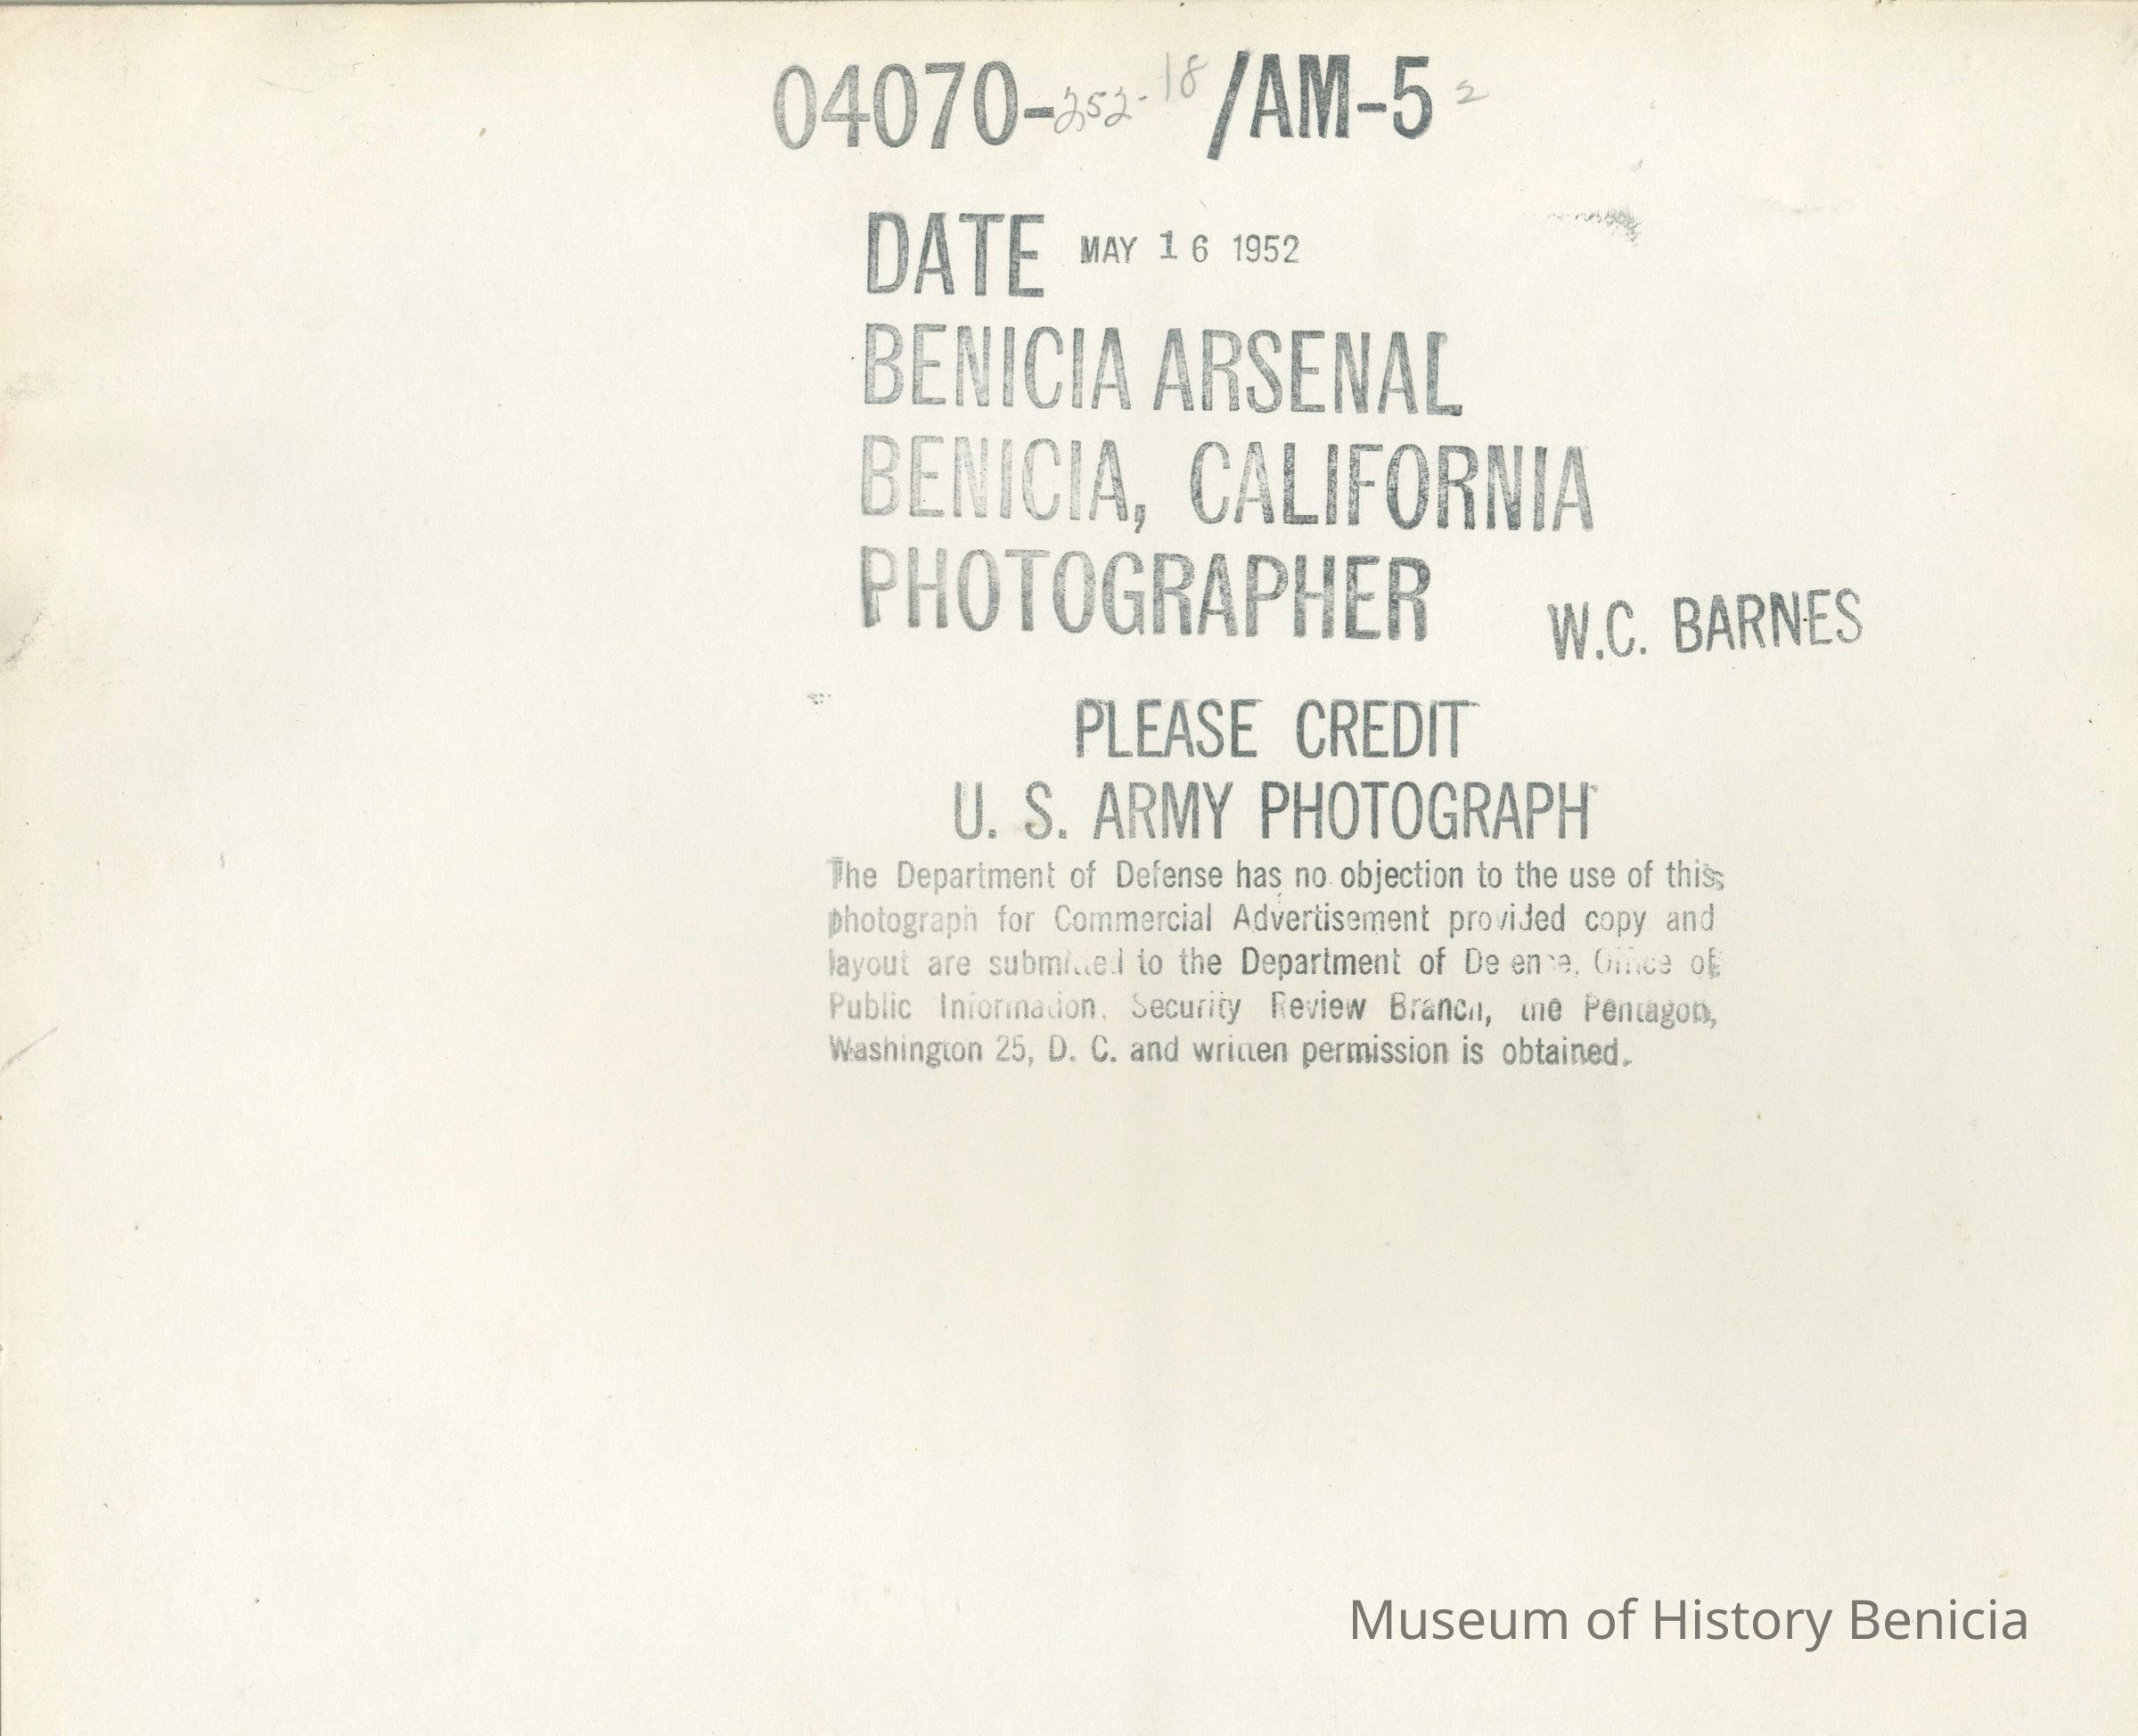 04070-252-18/AM-5 2
DATE MAY 16 1952
BENICIA ARSENAL
BENICIA, CALIFORNIA
PHOTOGRAPHER W.C. BARNES
PLEASE CREDIT
U. S. ARMY PHOTOGRAPH
The Department of Defense has no objection to the use of this
photograph for Commercial Advertisement provided copy and
layout are submitted to the Department of Defense, Office of
Public Information, Security Review Branch, the Pentagon,
Washington 25, D. C. and written permission is obtained.
Museum of History Benicia